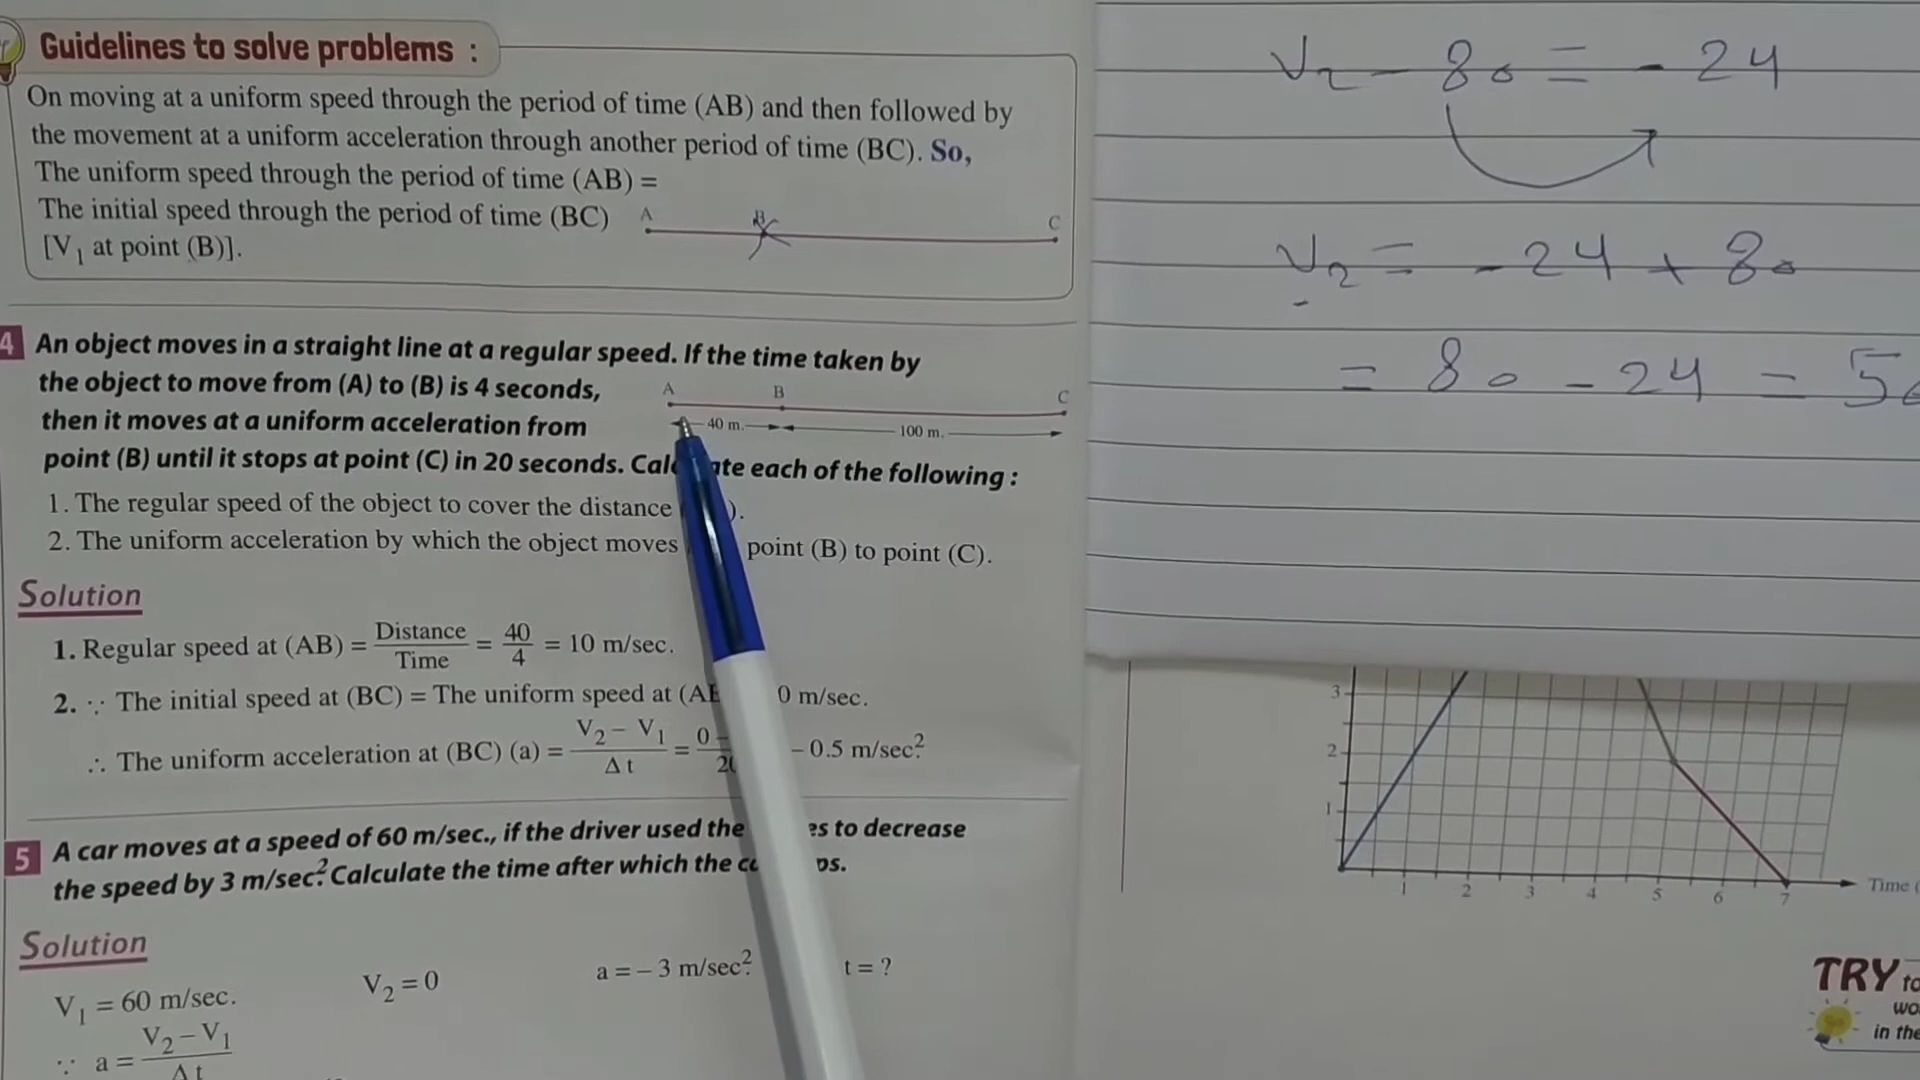 Guidelines to solve problems :
On moving at a uniform speed through the period of time (AB) and then followed by
the movement at a uniform acceleration through another period of time (BC). So,
The uniform speed through the period of time (AB) =
The initial speed through the period of time (BC)
[V₁ at point (B)].
A B C
4 An object moves in a straight line at a regular speed. If the time taken by
the object to move from (A) to (B) is 4 seconds,
then it moves at a uniform acceleration from
A B C
40 m. 100 m.
point (B) until it stops at point (C) in 20 seconds. each of the following :
1. The regular speed of the object to cover the distance ).
2. The uniform acceleration by which the object moves point (B) to point (C).
Solution
1. Regular speed at (AB) = Distance / Time = 40 / 4 = 10 m/sec.
2. ∵ The initial speed at (BC) = The uniform speed at 0 m/sec.
∴ The uniform acceleration at (BC) (a) = V₂ – V₁ / Δt = 0 – – 0.5 m/sec².
5 A car moves at a speed of 60 m/sec., if the driver used the to decrease
the speed by 3 m/sec². Calculate the time after which the
Solution
V₁ = 60 m/sec. V₂ = 0 a = – 3 m/sec². t = ?
∵ a = V₂ – V₁ / Δt
V₂ – 80 = - 24
V₂ = - 24 + 80
= 80 - 24 =
3
2
1
1 2 3 4 5 6 7
Time
TRY to
in the